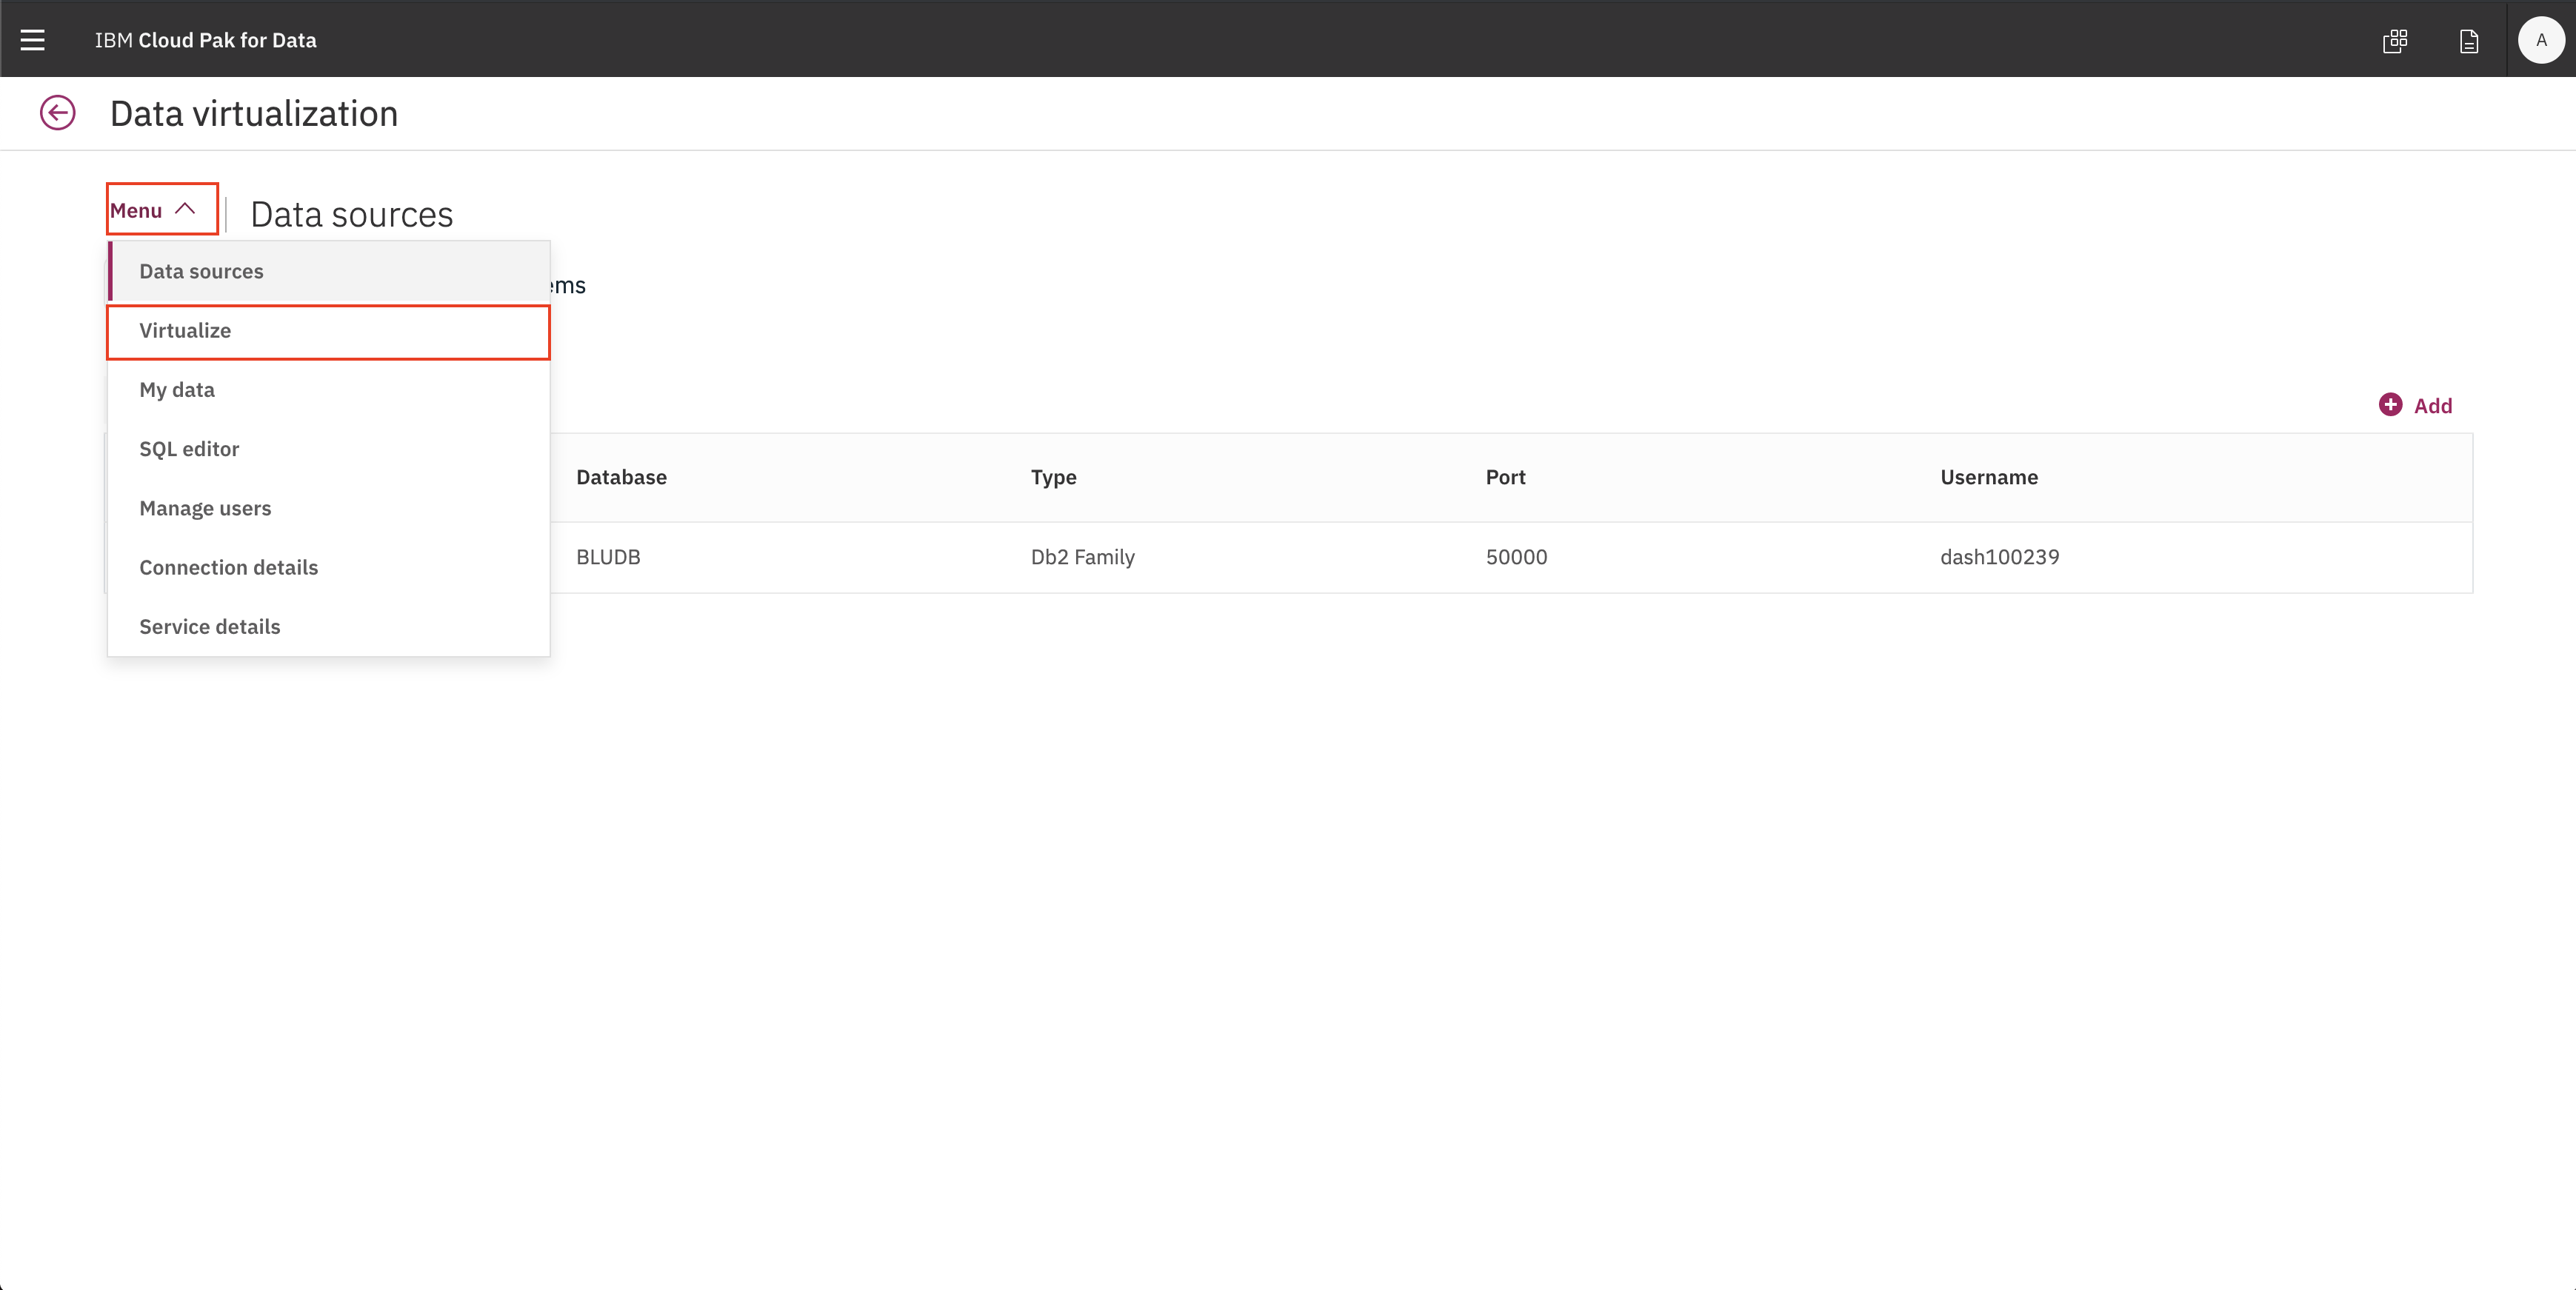 IBM Cloud Pak for Data
A
Data virtualization
Menu
Data sources
Data sources
Virtualize
My data
SQL editor
Manage users
Connection details
Service details
ems
Add
Database Type Port Username
BLUDB Db2 Family 50000 dash100239